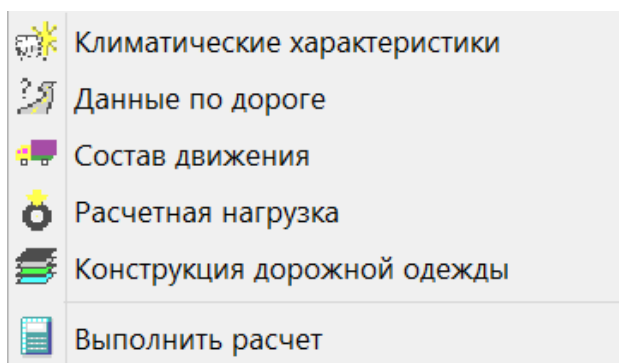 Климатические характеристики
Данные по дороге
Состав движения
Расчетная нагрузка
Конструкция дорожной одежды
Выполнить расчет